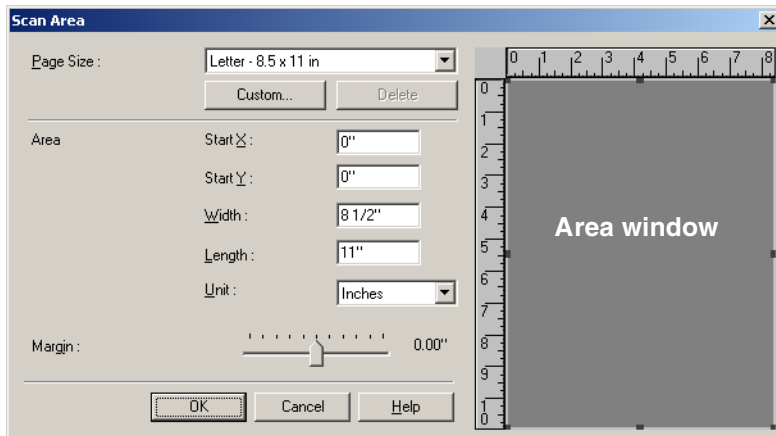 Scan Area
Page Size :
Letter - 8.5 x 11 in
Custom...
Delete
Area
Start X :
0"
Start Y :
0"
Width :
8 1/2"
Length :
11"
Unit :
Inches
Margin :
0.00"
OK
Cancel
Help
0 1 2 3 4 5 6 7 8
0
1
2
3
4
5
6
7
8
9
10
Area window